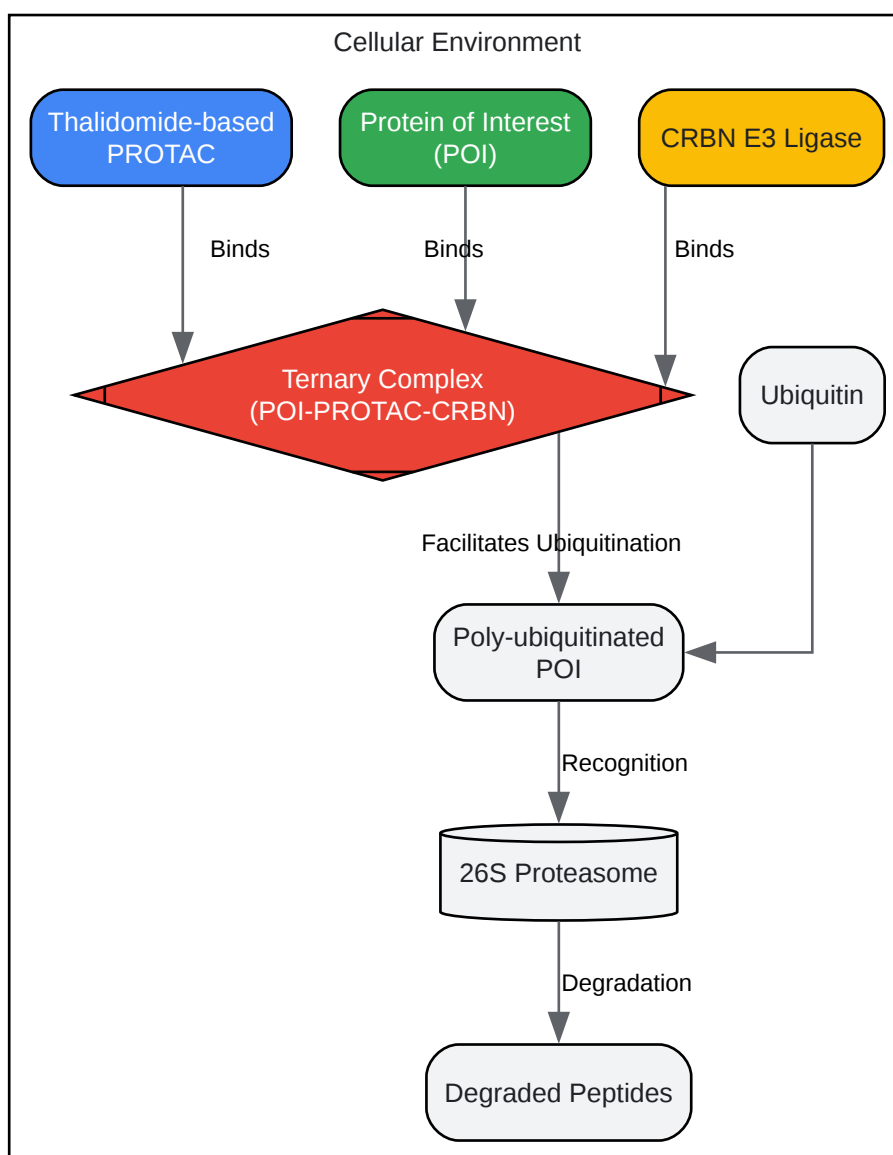 Cellular Environment
Thalidomide-based
PROTAC
Protein of Interest
(POI)
CRBN E3 Ligase
Binds
Binds
Binds
Ternary Complex
(POI-PROTAC-CRBN)
Ubiquitin
Facilitates Ubiquitination
Poly-ubiquitinated
POI
Recognition
26S Proteasome
Degradation
Degraded Peptides